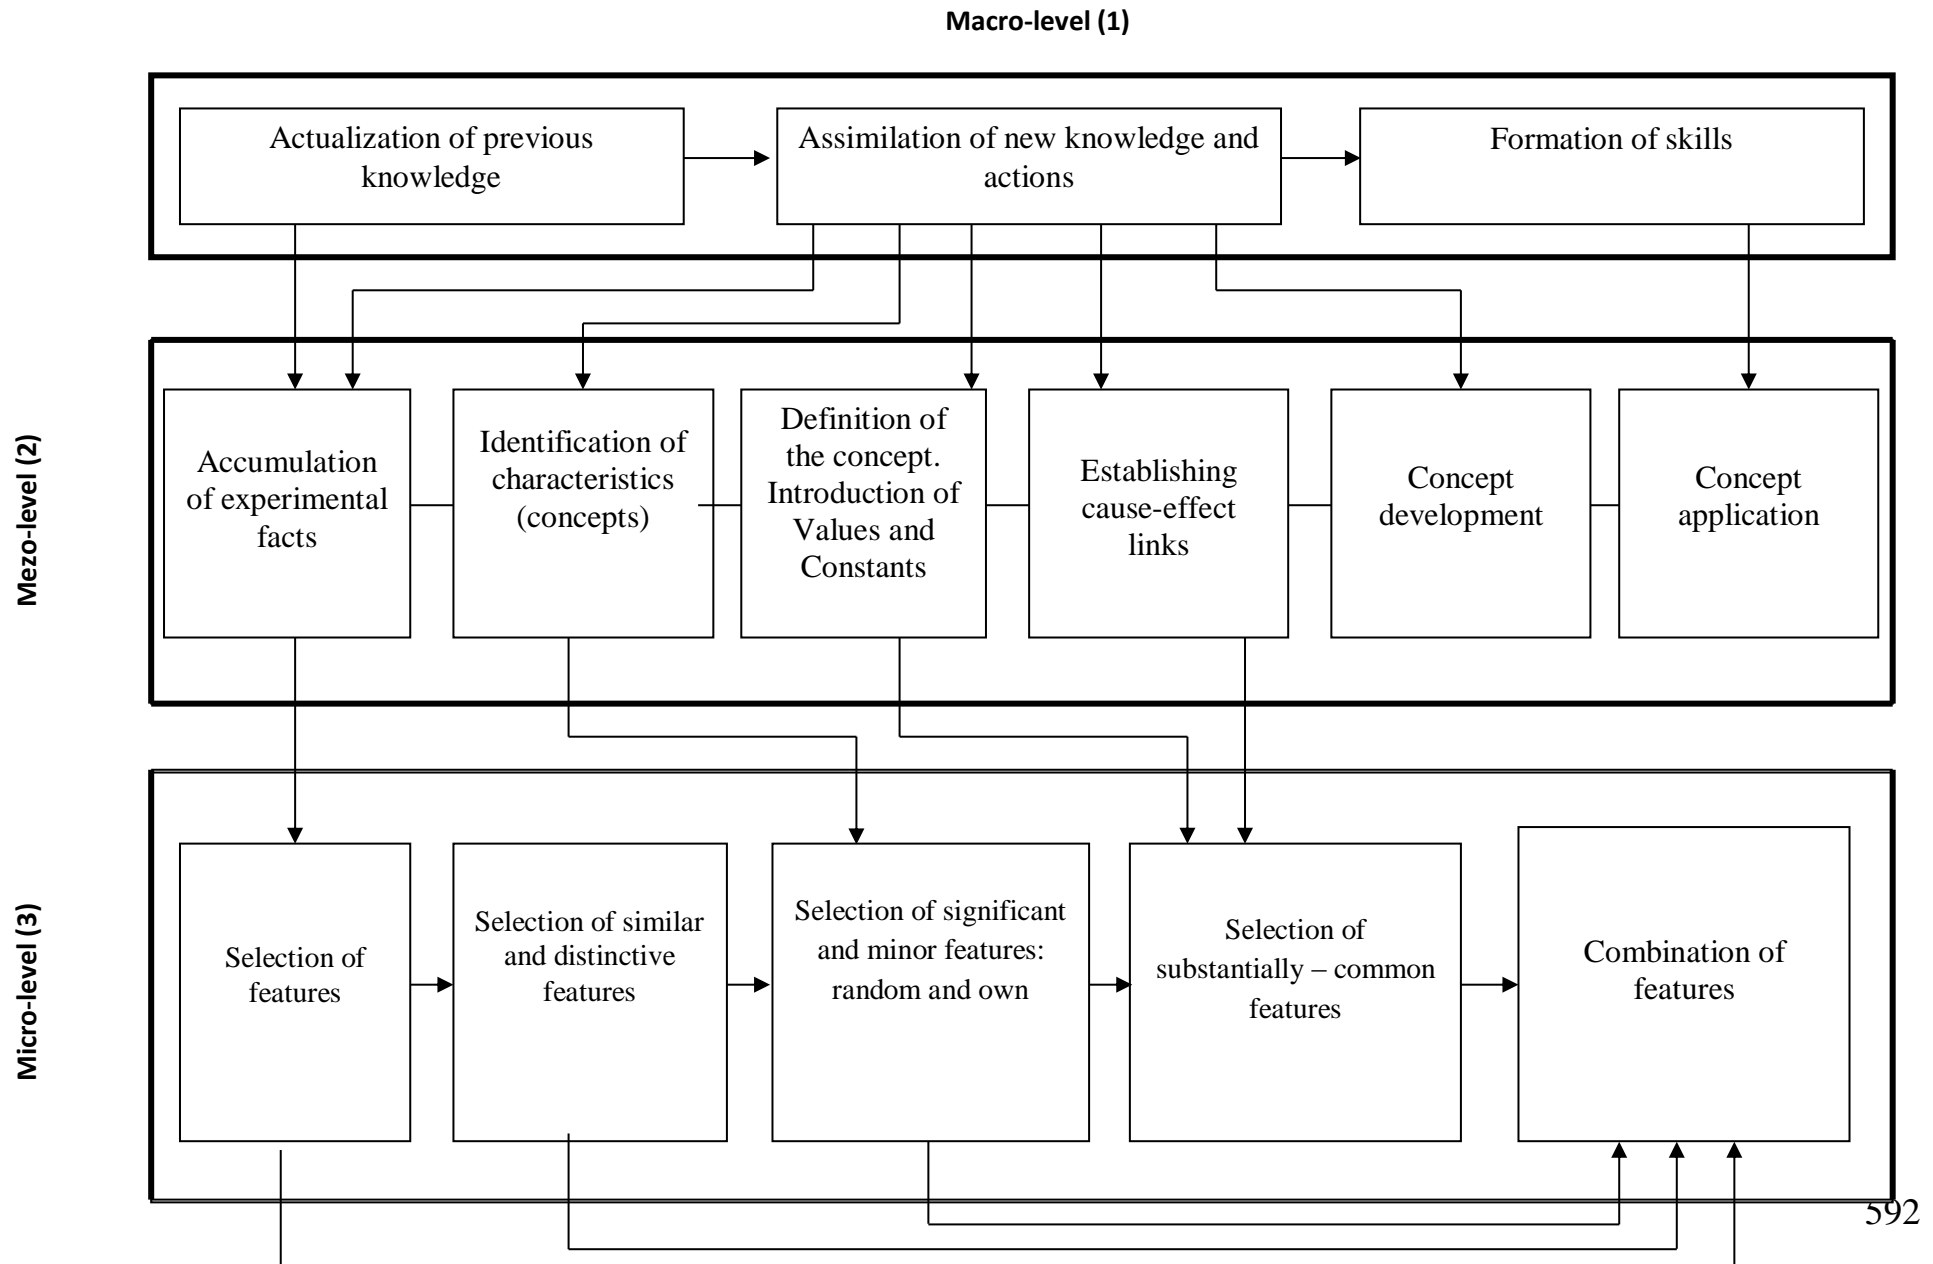 Macro-level (1)
Actualization of previous
knowledge
Assimilation of new knowledge and
actions
Formation of skills
Mezo-level (2)
Accumulation
of experimental
facts
Identification of
characteristics
(concepts)
Definition of
the concept.
Introduction of
Values and
Constants
Establishing
cause-effect
links
Concept
development
Concept
application
Micro-level (3)
Selection of
features
Selection of similar
and distinctive
features
Selection of significant
and minor features:
random and own
Selection of
substantially – common
features
Combination of
features
592